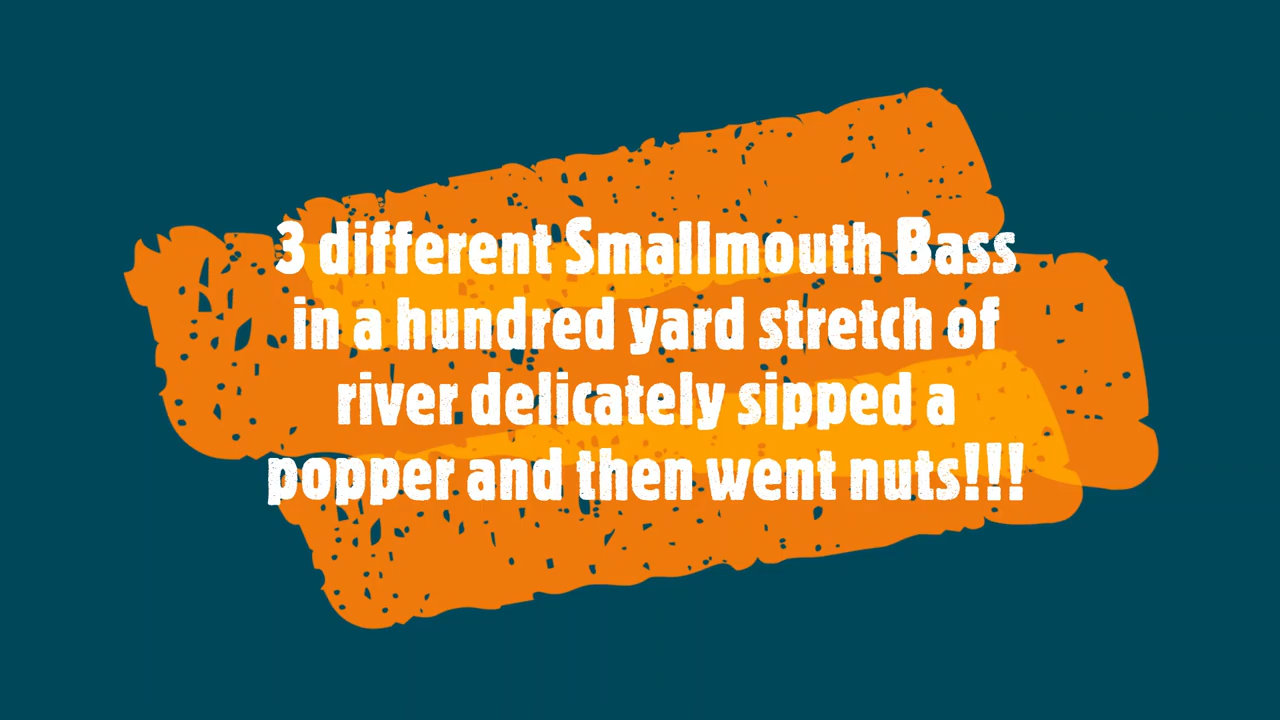 3 different Smallmouth Bass
in a hundred yard stretch of
river delicately sipped a
popper and then went nuts!!!